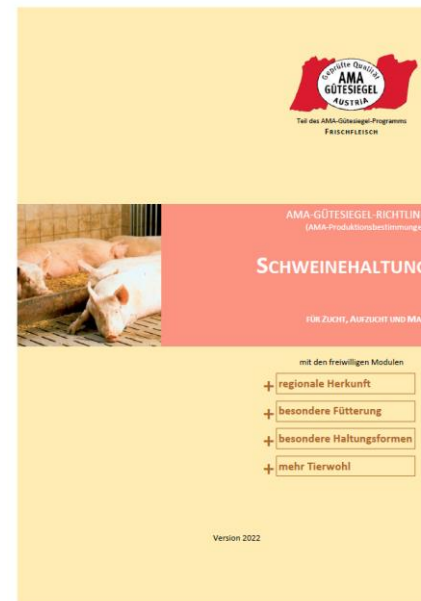 Geprüfte Qualität
AMA
GÜTESIEGEL
AUSTRIA
Teil des AMA-Gütesiegel-Programms
FRISCHFLEISCH
AMA-GÜTESIEGEL-RICHTLIN
(AMA-Produktionsbestimmunge
SCHWEINEHALTUNG
FÜR ZUCHT, AUFZUCHT UND MA
mit den freiwilligen Modulen
+ regionale Herkunft
+ besondere Fütterung
+ besondere Haltungsformen
+ mehr Tierwohl
Version 2022